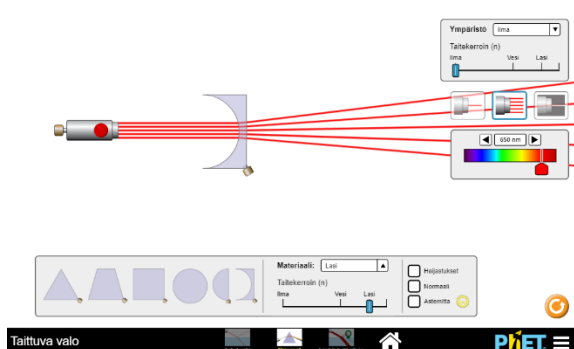 Ympäristö Ilma
Taitekerroin (n)
Ilma Vesi Lasi
650 nm
Materiaali: Lasi
Taitekerroin (n)
Ilma Vesi Lasi
Heijastukset
Normaali
Astemitta
Taittuva valo
PhET